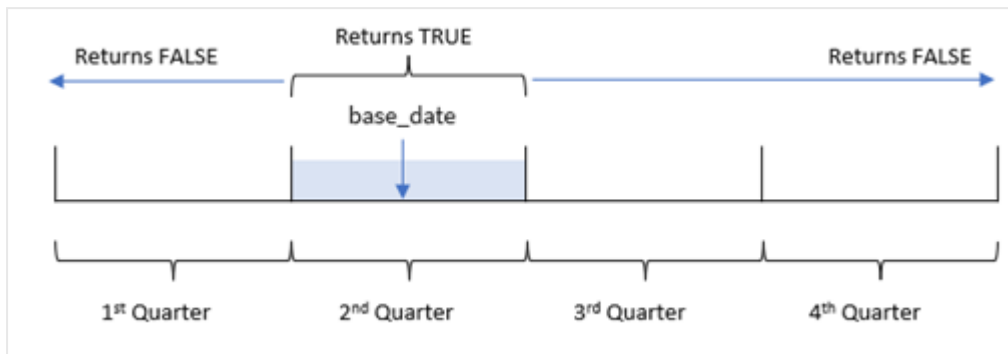 Returns TRUE
Returns FALSE
Returns FALSE
base_date
1st Quarter
2nd Quarter
3rd Quarter
4th Quarter